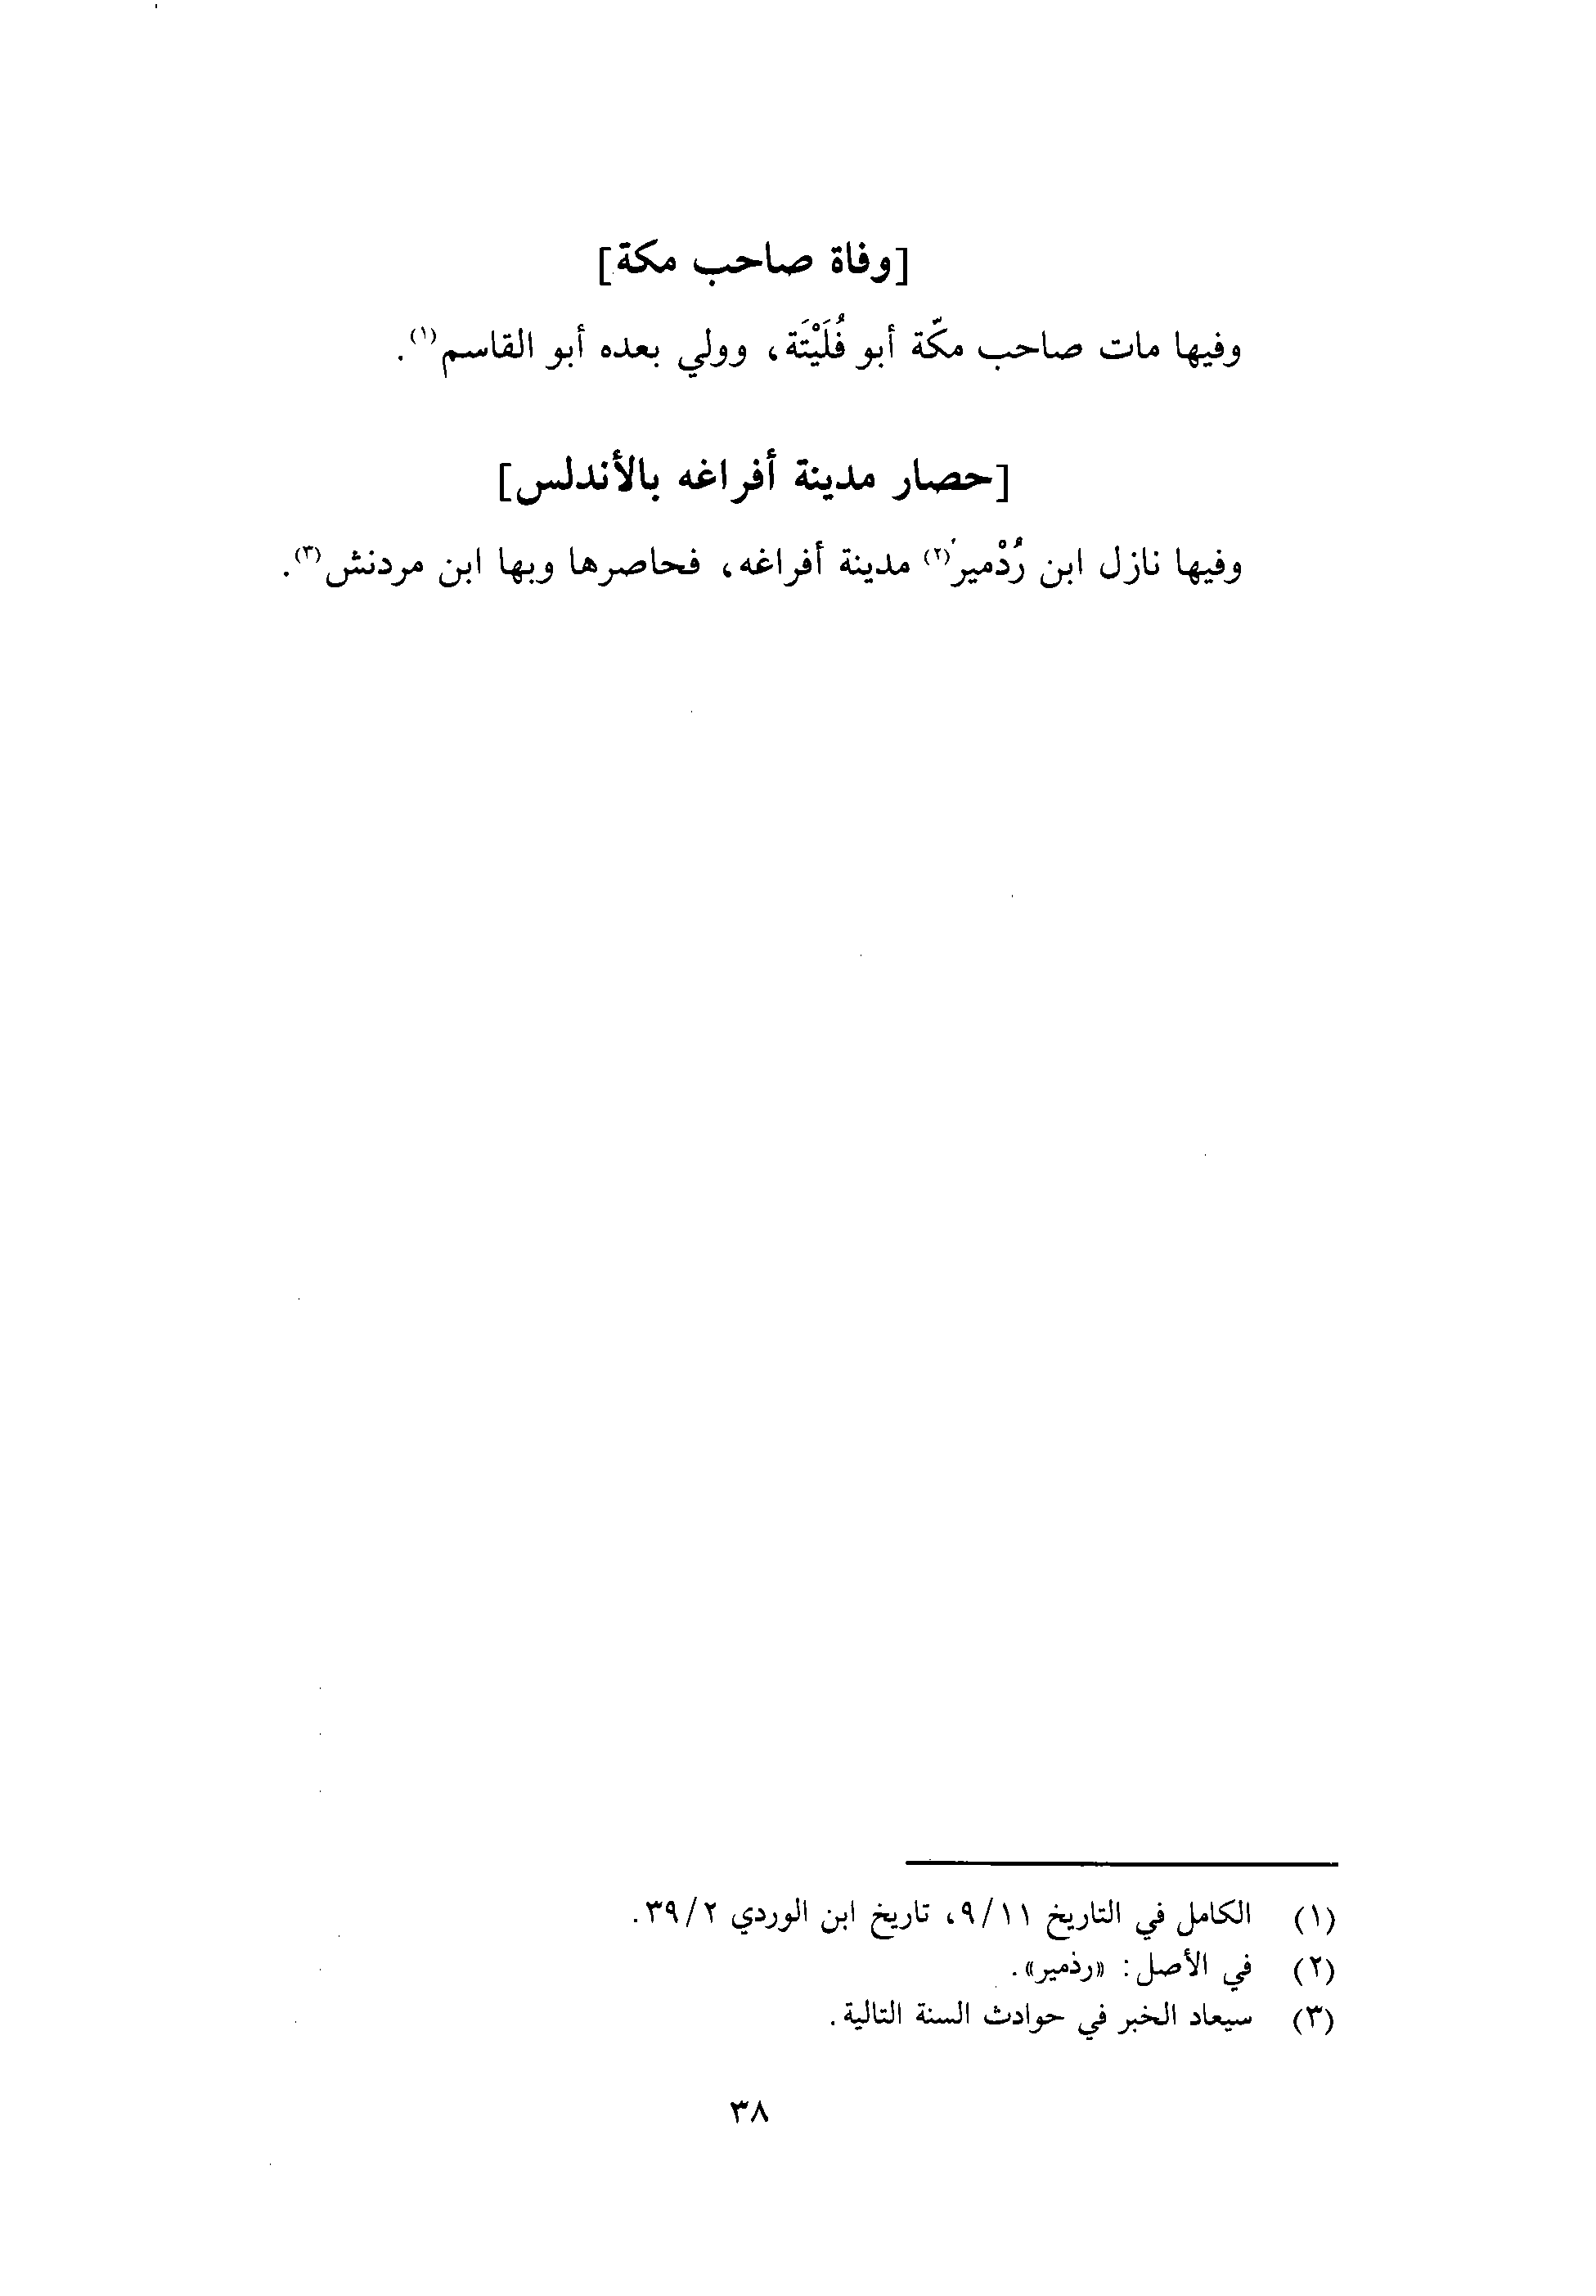 [وفاة صاحب مكة]
وفيها مات صاحب مكّة أبو فُلَيْتَة، وولي بعده أبو القاسم(١).
[حصار مدينة أفراغه بالأندلس]
وفيها نازل ابن رُدْمير(٢) مدينة أفراغه، فحاصرها وبها ابن مردنش(٣).
(١) الكامل في التاريخ ٩/١١، تاريخ ابن الوردي ٣٩/٢.
(٢) في الأصل: «رذمير».
(٣) سيعاد الخبر في حوادث السنة التالية.
٣٨